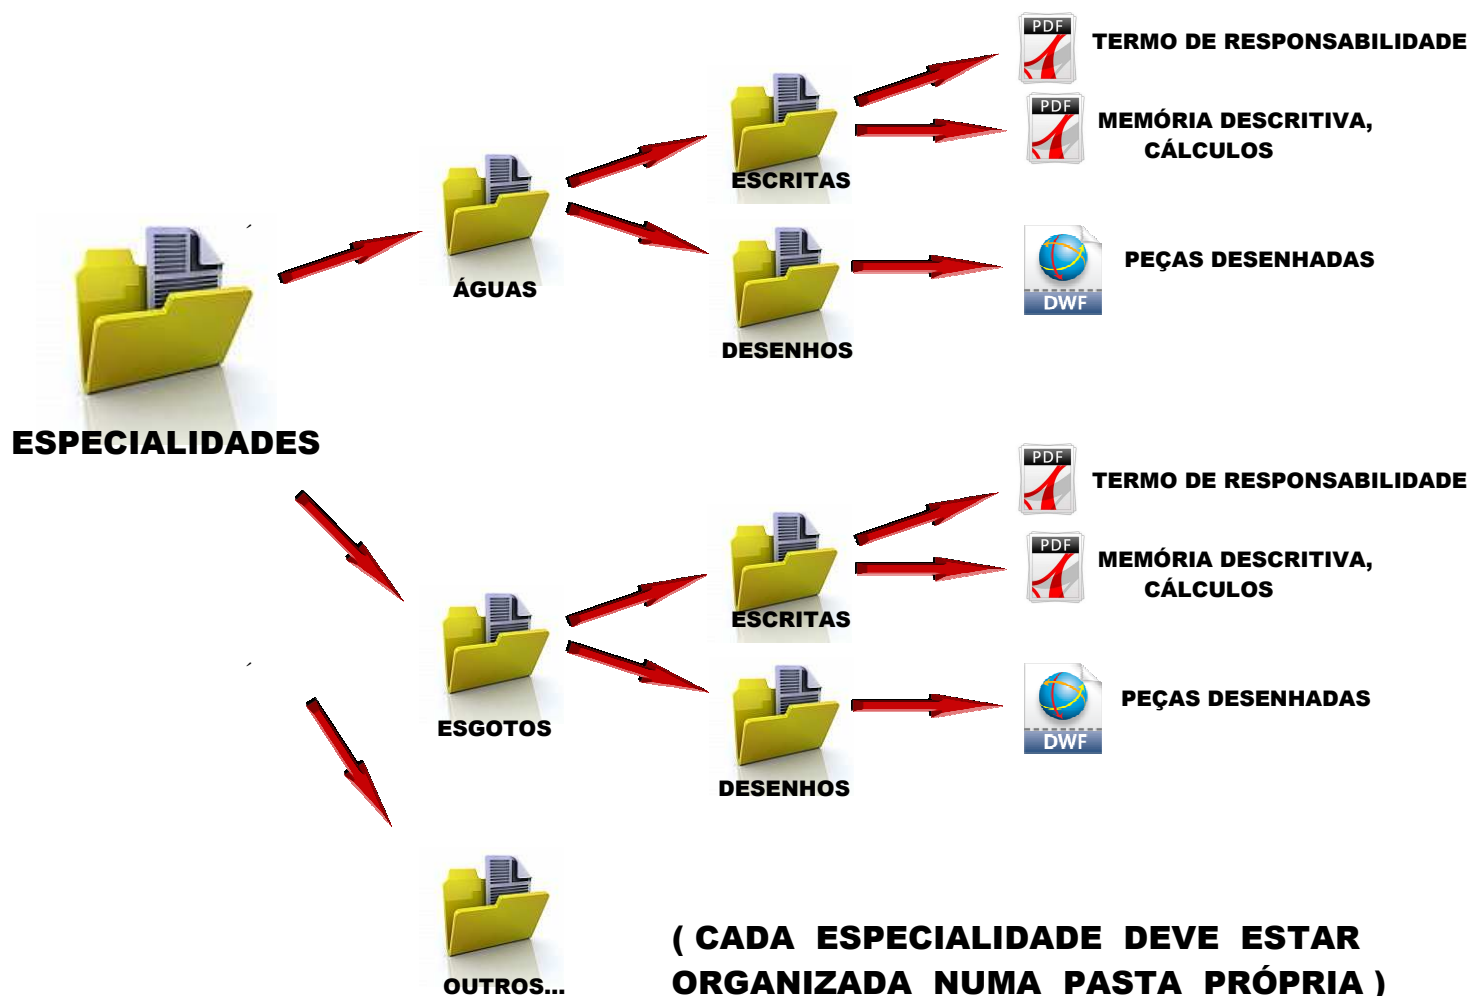 PDF
TERMO DE RESPONSABILIDADE
PDF
MEMÓRIA DESCRITIVA,
CÁLCULOS
ESCRITAS
ÁGUAS
DWF
PEÇAS DESENHADAS
DESENHOS
ESPECIALIDADES
PDF
TERMO DE RESPONSABILIDADE
PDF
MEMÓRIA DESCRITIVA,
CÁLCULOS
ESCRITAS
ESGOTOS
DWF
PEÇAS DESENHADAS
DESENHOS
OUTROS...
( CADA ESPECIALIDADE DEVE ESTAR
ORGANIZADA NUMA PASTA PRÓPRIA )